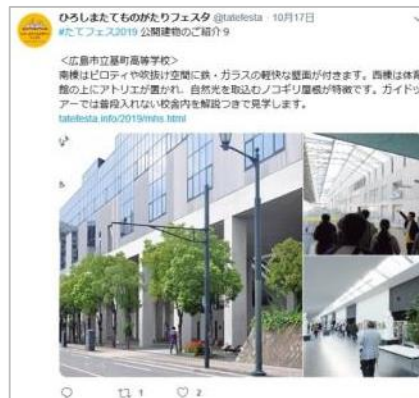 ひろしまたてものがたりフェスタ @tatefesta · 10月17日
#たてフェス2019 公開建物のご紹介９
＜広島市立基町高等学校＞
南棟はピロティや吹抜け空間に鉄・ガラスの軽快な壁面が付きます。西棟は体育
館の上にアトリエが置かれ、自然光を取込むノコギリ屋根が特徴です。ガイドツ
アーでは普段入れない校舎内を解説つきで見学します。
tatefesta.info/2019/mhs.html
1 2